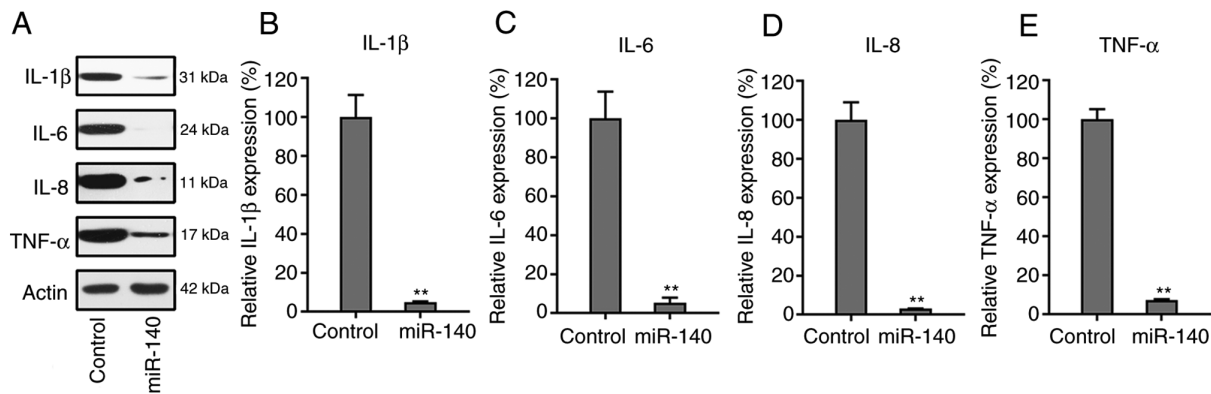 A
IL-1β
31 kDa
IL-6
24 kDa
IL-8
11 kDa
TNF-α
17 kDa
Actin
42 kDa
Control
miR-140
B
IL-1β
Relative IL-1β expression (%)
120
100
80
60
40
20
0
**
Control
miR-140
C
IL-6
Relative IL-6 expression (%)
120
100
80
60
40
20
0
**
Control
miR-140
D
IL-8
Relative IL-8 expression (%)
120
100
80
60
40
20
0
**
Control
miR-140
E
TNF-α
Relative TNF-α expression (%)
120
100
80
60
40
20
0
**
Control
miR-140